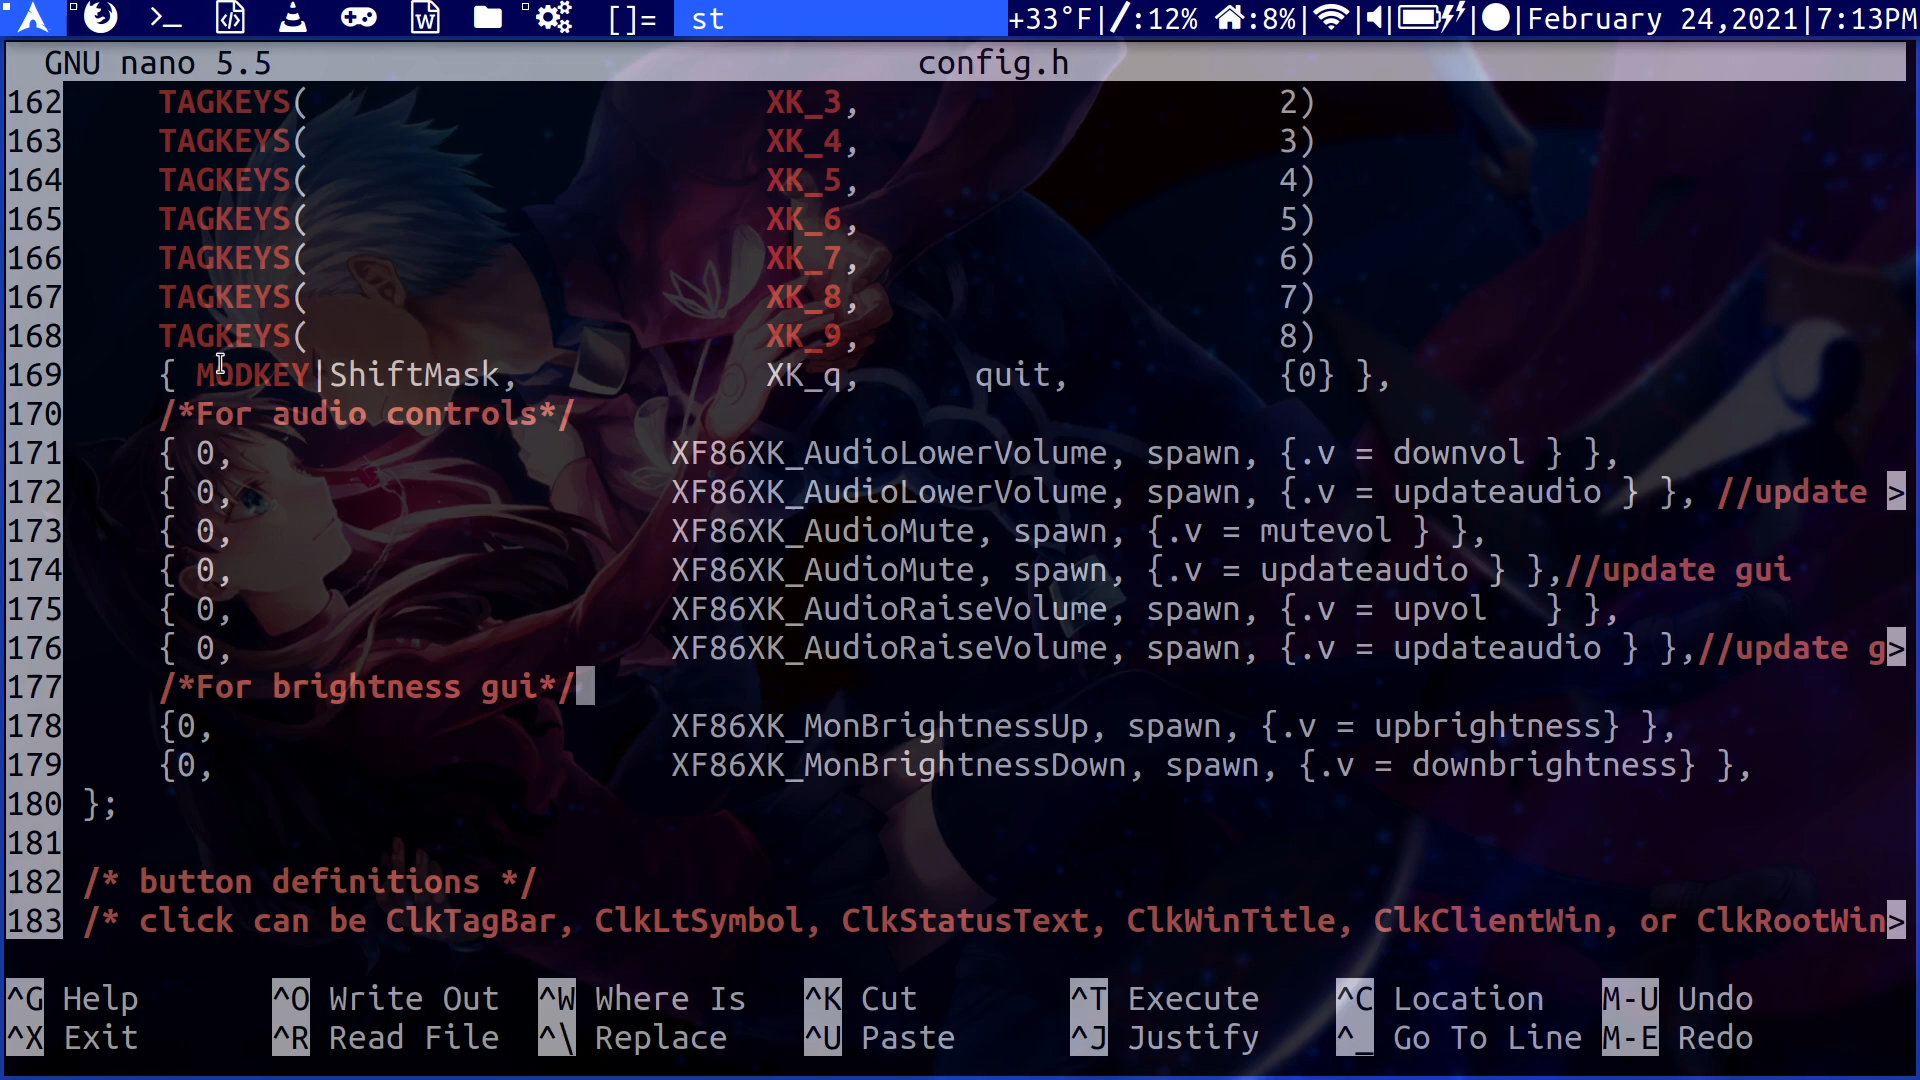 []= st +33°F|/:12% :8%| | | | |February 24,2021|7:13PM
GNU nano 5.5 config.h
162 TAGKEYS( XK_3, 2)
163 TAGKEYS( XK_4, 3)
164 TAGKEYS( XK_5, 4)
165 TAGKEYS( XK_6, 5)
166 TAGKEYS( XK_7, 6)
167 TAGKEYS( XK_8, 7)
168 TAGKEYS( XK_9, 8)
169 { MODKEY|ShiftMask, XK_q, quit, {0} },
170 /*For audio controls*/
171 { 0, XF86XK_AudioLowerVolume, spawn, {.v = downvol } },
172 { 0, XF86XK_AudioLowerVolume, spawn, {.v = updateaudio } }, //update >
173 { 0, XF86XK_AudioMute, spawn, {.v = mutevol } },
174 { 0, XF86XK_AudioMute, spawn, {.v = updateaudio } },//update gui
175 { 0, XF86XK_AudioRaiseVolume, spawn, {.v = upvol } },
176 { 0, XF86XK_AudioRaiseVolume, spawn, {.v = updateaudio } },//update g>
177 /*For brightness gui*/
178 {0, XF86XK_MonBrightnessUp, spawn, {.v = upbrightness} },
179 {0, XF86XK_MonBrightnessDown, spawn, {.v = downbrightness} },
180 };
181
182 /* button definitions */
183 /* click can be ClkTagBar, ClkLtSymbol, ClkStatusText, ClkWinTitle, ClkClientWin, or ClkRootWin>
^G Help ^O Write Out ^W Where Is ^K Cut ^T Execute ^C Location M-U Undo
^X Exit ^R Read File ^\ Replace ^U Paste ^J Justify ^_ Go To Line M-E Redo